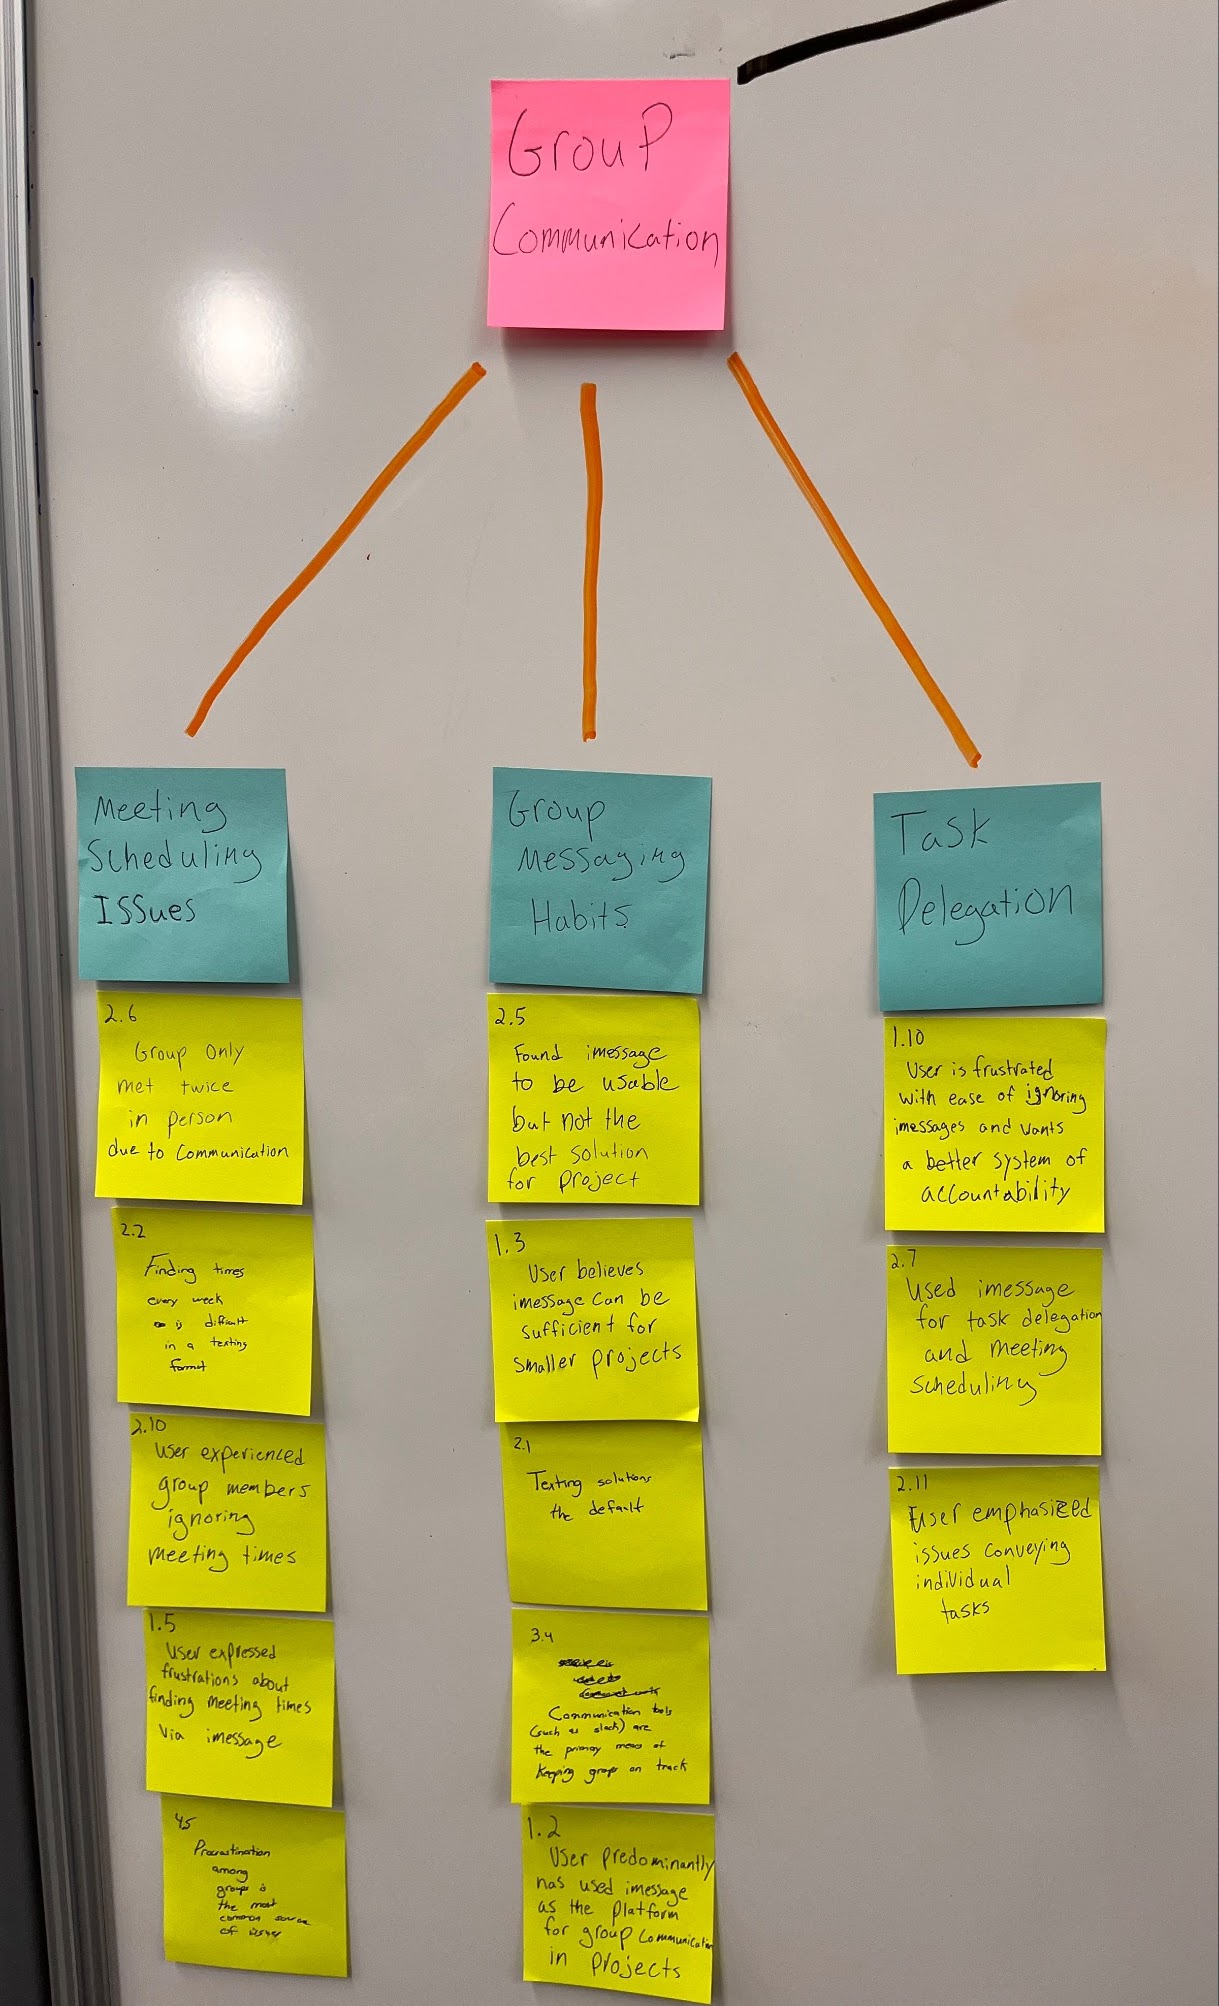 Group
Communication
Meeting
Scheduling
Issues
2.6
Group Only
met twice
in person
due to Communication
2.2
Finding times
every week
is difficult
in a texting
format
2.10
User experienced
group members
ignoring
meeting times
1.5
User expressed
frustrations about
finding meeting times
via imessage
4.5
Procrastination
among
groups is
the most
common source
of issues
Group
Messaging
Habits
2.5
Found imessage
to be usable
but not the
best solution
for project
1.3
User believes
imessage can be
sufficient for
smaller projects
2.1
Texting solutions
the default
3.4
Communication tools
(such as slack) are
the primary means of
keeping groups on track
1.2
User predominantly
has used imessage
as the platform
for group communication
in projects
Task
Delegation
1.10
User is frustrated
with ease of ignoring
imessages and wants
a better system of
accountability
2.7
Used imessage
for task delegation
and meeting
scheduling
2.11
User emphasized
issues conveying
individual
tasks